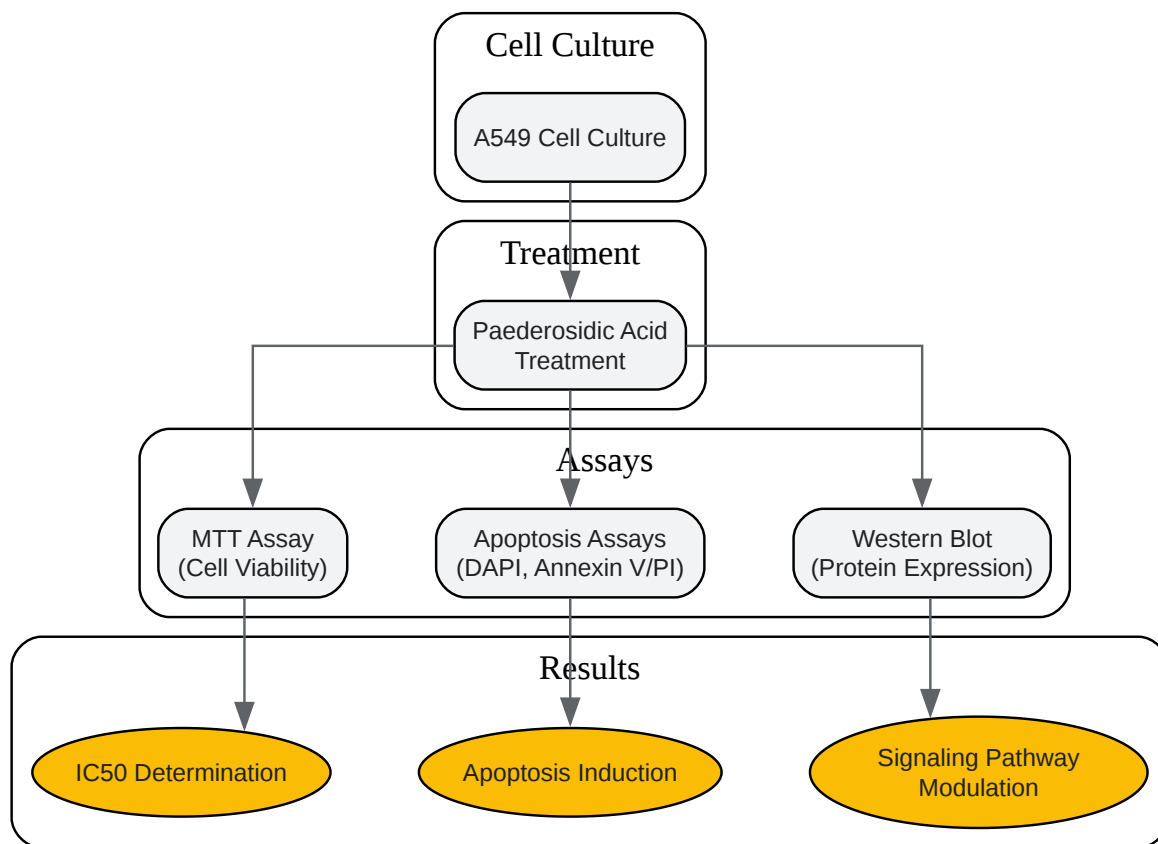 Cell Culture
A549 Cell Culture
Treatment
Paederosidic Acid
Treatment
Assays
MTT Assay
(Cell Viability)
Apoptosis Assays
(DAPI, Annexin V/PI)
Western Blot
(Protein Expression)
Results
IC50 Determination
Apoptosis Induction
Signaling Pathway
Modulation